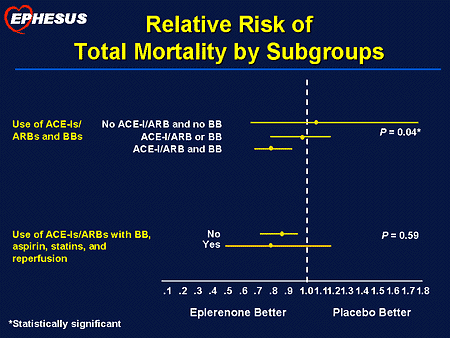 EPHESUS
Relative Risk of
Total Mortality by Subgroups
Use of ACE-Is/
ARBs and BBs
No ACE-I/ARB and no BB
ACE-I/ARB or BB
ACE-I/ARB and BB
P = 0.04*
Use of ACE-Is/ARBs with BB,
aspirin, statins, and
reperfusion
No
Yes
P = 0.59
.1 .2 .3 .4 .5 .6 .7 .8 .9 1.0 1.1 1.2 1.3 1.4 1.5 1.6 1.7 1.8
Eplerenone Better Placebo Better
*Statistically significant